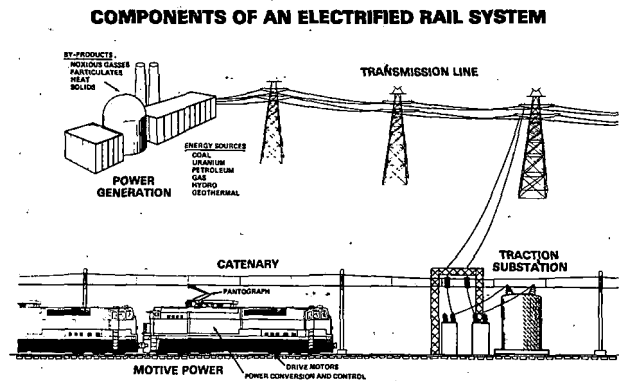 COMPONENTS OF AN ELECTRIFIED RAIL SYSTEM
BY-PRODUCTS
NOXIOUS GASSES
PARTICULATES
HEAT
SOLIDS
TRANSMISSION LINE
ENERGY SOURCES
COAL
URANIUM
PETROLEUM
GAS
HYDRO
GEOTHERMAL
POWER
GENERATION
CATENARY
TRACTION
SUBSTATION
PANTOGRAPH
DRIVE MOTORS
MOTIVE POWER
POWER CONVERSION AND CONTROL